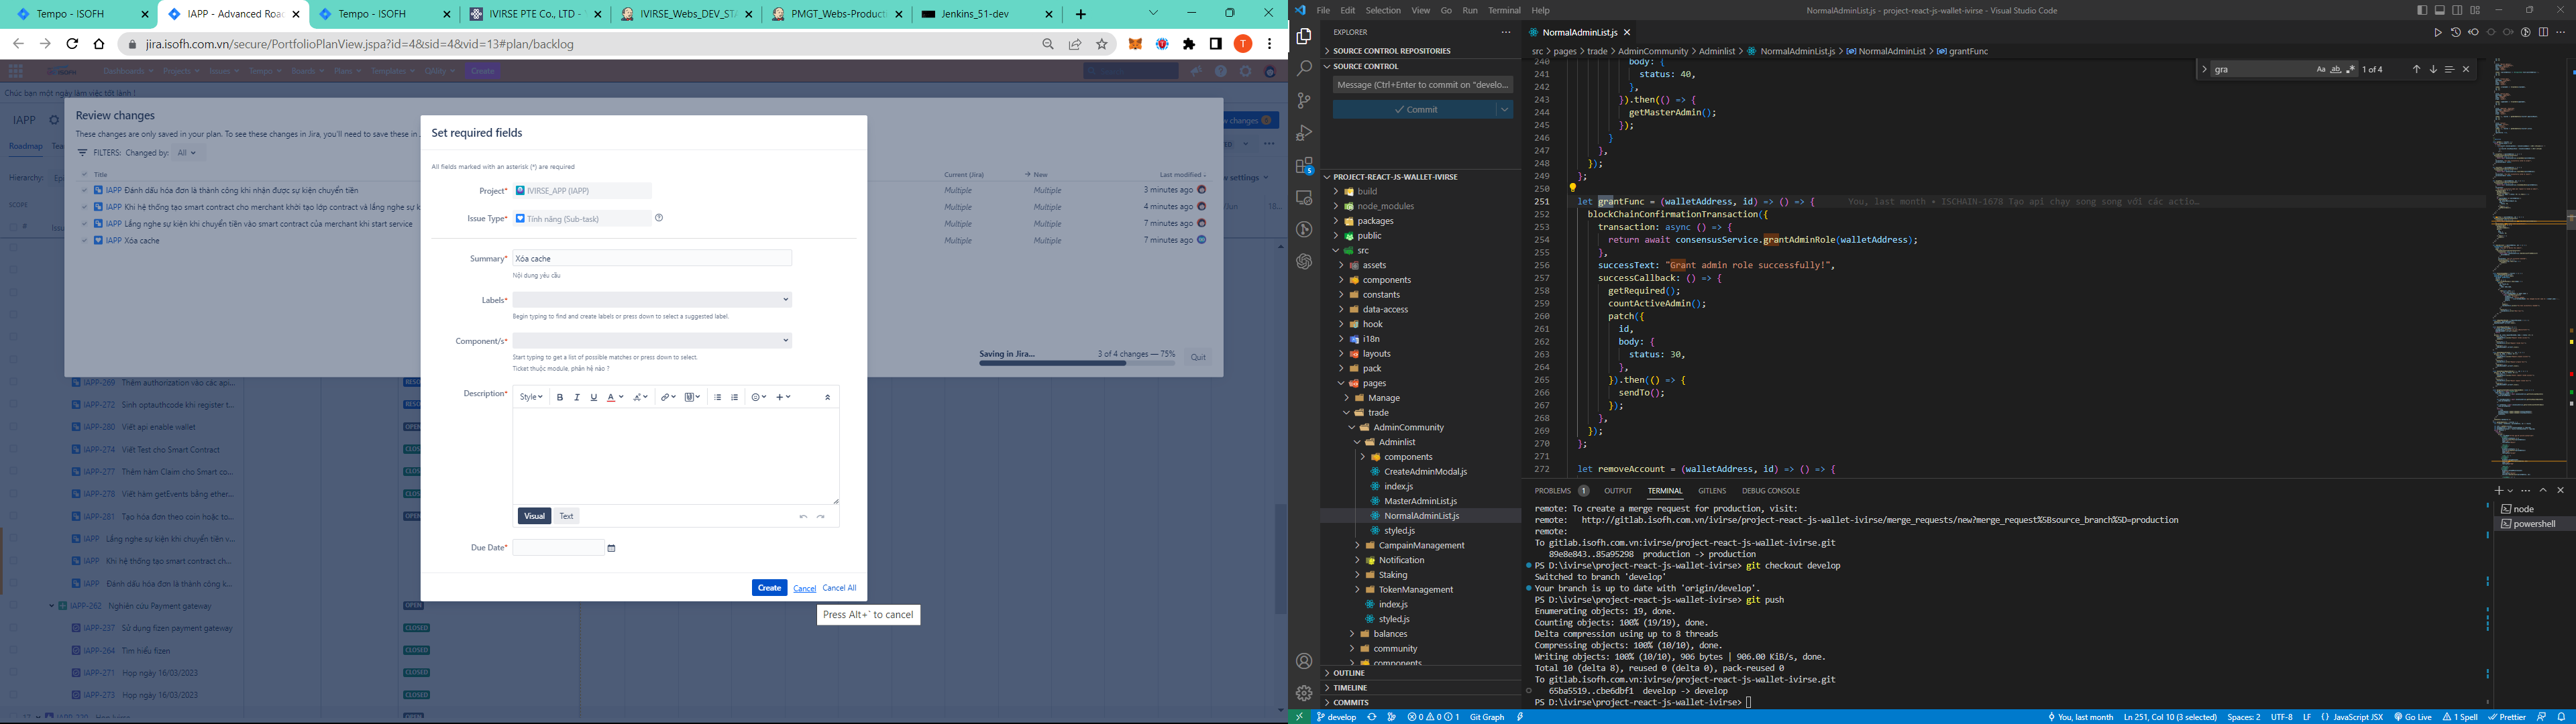 Tempo - ISOFH
IAPP - Advanced Roa
Tempo - ISOFH
IVIRSE PTE Co., LTD -
IVIRSE_Webs_DEV_STA
PMGT_Webs-Product
Jenkins_51-dev
jira.isofh.com.vn/secure/PortfolioPlanView.jspa?id=4&sid=4&vid=13#plan/backlog
T
Dashboards
Projects
Issues
Tempo
Boards
Plans
Templates
QAlity
Create
Chúc bạn một ngày làm việc tốt lành !
IAPP
Roadmap
Hierarchy:
SCOPE
Review changes
These changes are only saved in your plan. To see these changes in Jira, you'll need to save these in
FILTERS: Changed by: All
Title
Current (Jira)
New
Last modified
IAPP Đánh dấu hóa đơn là thành công khi nhận được sự kiện chuyển tiền
Multiple
Multiple
3 minutes ago
IAPP Khi hệ thống tạo smart contract cho merchant khởi tạo lớp contract và lắng nghe sự k
Multiple
Multiple
4 minutes ago
IAPP Lắng nghe sự kiện khi chuyển tiền vào smart contract của merchant khi start service
Multiple
Multiple
7 minutes ago
IAPP Xóa cache
Multiple
Multiple
7 minutes ago
Saving in Jira...
3 of 4 changes — 75%
Quit
Set required fields
All fields marked with an asterisk (*) are required
Project*
IVIRSE_APP (IAPP)
Issue Type*
Tính năng (Sub-task)
Summary*
Xóa cache
Nội dung yêu cầu
Labels*
Begin typing to find and create labels or press down to select a suggested label.
Component/s*
Start typing to get a list of possible matches or press down to select.
Ticket thuộc module, phân hệ nào ?
Description*
Style
B I U A
Visual
Text
Due Date*
Create
Cancel
Cancel All
Press Alt+` to cancel
IAPP-269 Thêm authorization vào các api...
IAPP-272 Sinh optauthcode khi register t...
IAPP-280 Viết api enable wallet
IAPP-274 Viết Test cho Smart Contract
IAPP-277 Thêm hàm Claim cho Smart co...
IAPP-278 Viết hàm getEvents bằng ether...
IAPP-281 Tạo hóa đơn theo coin hoặc to...
IAPP Lắng nghe sự kiện khi chuyển tiền v...
IAPP Khi hệ thống tạo smart contract ch...
IAPP Đánh dấu hóa đơn là thành công k...
IAPP-262 Nghiên cứu Payment gateway
OPEN
IAPP-237 Sử dụng fizen payment gateway
CLOSED
IAPP-264 Tìm hiểu fizen
CLOSED
IAPP-271 Họp ngày 16/03/2023
CLOSED
IAPP-273 Họp ngày 16/03/2023
CLOSED
File Edit Selection View Go Run Terminal Help
NormalAdminList.js - project-react-js-wallet-ivirse - Visual Studio Code
EXPLORER
SOURCE CONTROL REPOSITORIES
SOURCE CONTROL
Message (Ctrl+Enter to commit on "develo...
Commit
5
PROJECT-REACT-JS-WALLET-IVIRSE
build
node_modules
packages
public
src
assets
components
constants
data-access
hook
i18n
layouts
pack
pages
Manage
trade
AdminCommunity
Adminlist
components
CreateAdminModal.js
index.js
MasterAdminList.js
NormalAdminList.js
styled.js
CampainManagement
Notification
Staking
TokenManagement
index.js
styled.js
balances
community
components
OUTLINE
TIMELINE
COMMITS
NormalAdminList.js
src > pages > trade > AdminCommunity > Adminlist > NormalAdminList.js > NormalAdminList > grantFunc
gra
Aa ab
1 of 4
240 body: {
241 status: 40,
242 },
243 }).then(() => {
244 getMasterAdmin();
245 });
246 }
247 },
248 });
249 };
250
251 let grantFunc = (walletAddress, id) => () => { You, last month • ISCHAIN-1678 Tạo api chạy song song với các actio…
252 blockChainConfirmationTransaction({
253 transaction: async () => {
254 return await consensusService.grantAdminRole(walletAddress);
255 },
256 successText: "Grant admin role successfully!",
257 successCallback: () => {
258 getRequired();
259 countActiveAdmin();
260 patch({
261 id,
262 body: {
263 status: 30,
264 },
265 }).then(() => {
266 sendTo();
267 });
268 },
269 });
270 };
271
272 let removeAccount = (walletAddress, id) => () => {
PROBLEMS 1 OUTPUT TERMINAL GITLENS DEBUG CONSOLE
node
powershell
remote: To create a merge request for production, visit:
remote: http://gitlab.isofh.com.vn/ivirse/project-react-js-wallet-ivirse/merge_requests/new?merge_request%5Bsource_branch%5D=production
remote:
To gitlab.isofh.com.vn:ivirse/project-react-js-wallet-ivirse.git
89e8e843..85a95298 production -> production
PS D:\ivirse\project-react-js-wallet-ivirse> git checkout develop
Switched to branch 'develop'
Your branch is up to date with 'origin/develop'.
PS D:\ivirse\project-react-js-wallet-ivirse> git push
Enumerating objects: 19, done.
Counting objects: 100% (19/19), done.
Delta compression using up to 8 threads
Compressing objects: 100% (10/10), done.
Writing objects: 100% (10/10), 906 bytes | 906.00 KiB/s, done.
Total 10 (delta 8), reused 0 (delta 0), pack-reused 0
To gitlab.isofh.com.vn:ivirse/project-react-js-wallet-ivirse.git
65ba5519..cbe6dbf1 develop -> develop
PS D:\ivirse\project-react-js-wallet-ivirse>
develop
0 0 1
Git Graph
You, last month
Ln 251, Col 10 (3 selected)
Spaces: 2
UTF-8
LF
JavaScript JSX
Go Live
1 Spell
Prettier